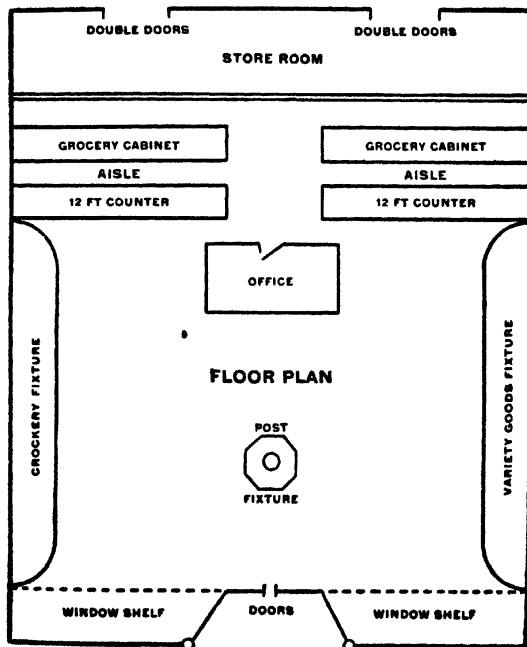 DOUBLE DOORS
DOUBLE DOORS
STORE ROOM
GROCERY CABINET
GROCERY CABINET
AISLE
AISLE
12 FT COUNTER
12 FT COUNTER
OFFICE
FLOOR PLAN
CROCKERY FIXTURE
VARIETY GOODS FIXTURE
POST
FIXTURE
WINDOW SHELF
DOORS
WINDOW SHELF